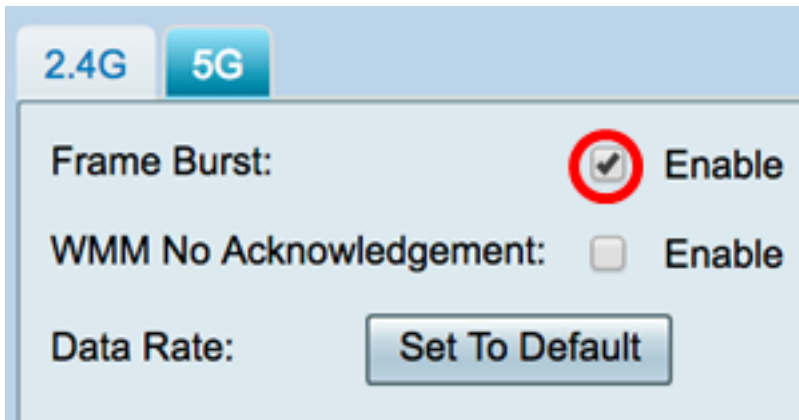 2.4G 5G
Frame Burst: Enable
WMM No Acknowledgement: Enable
Data Rate: Set To Default